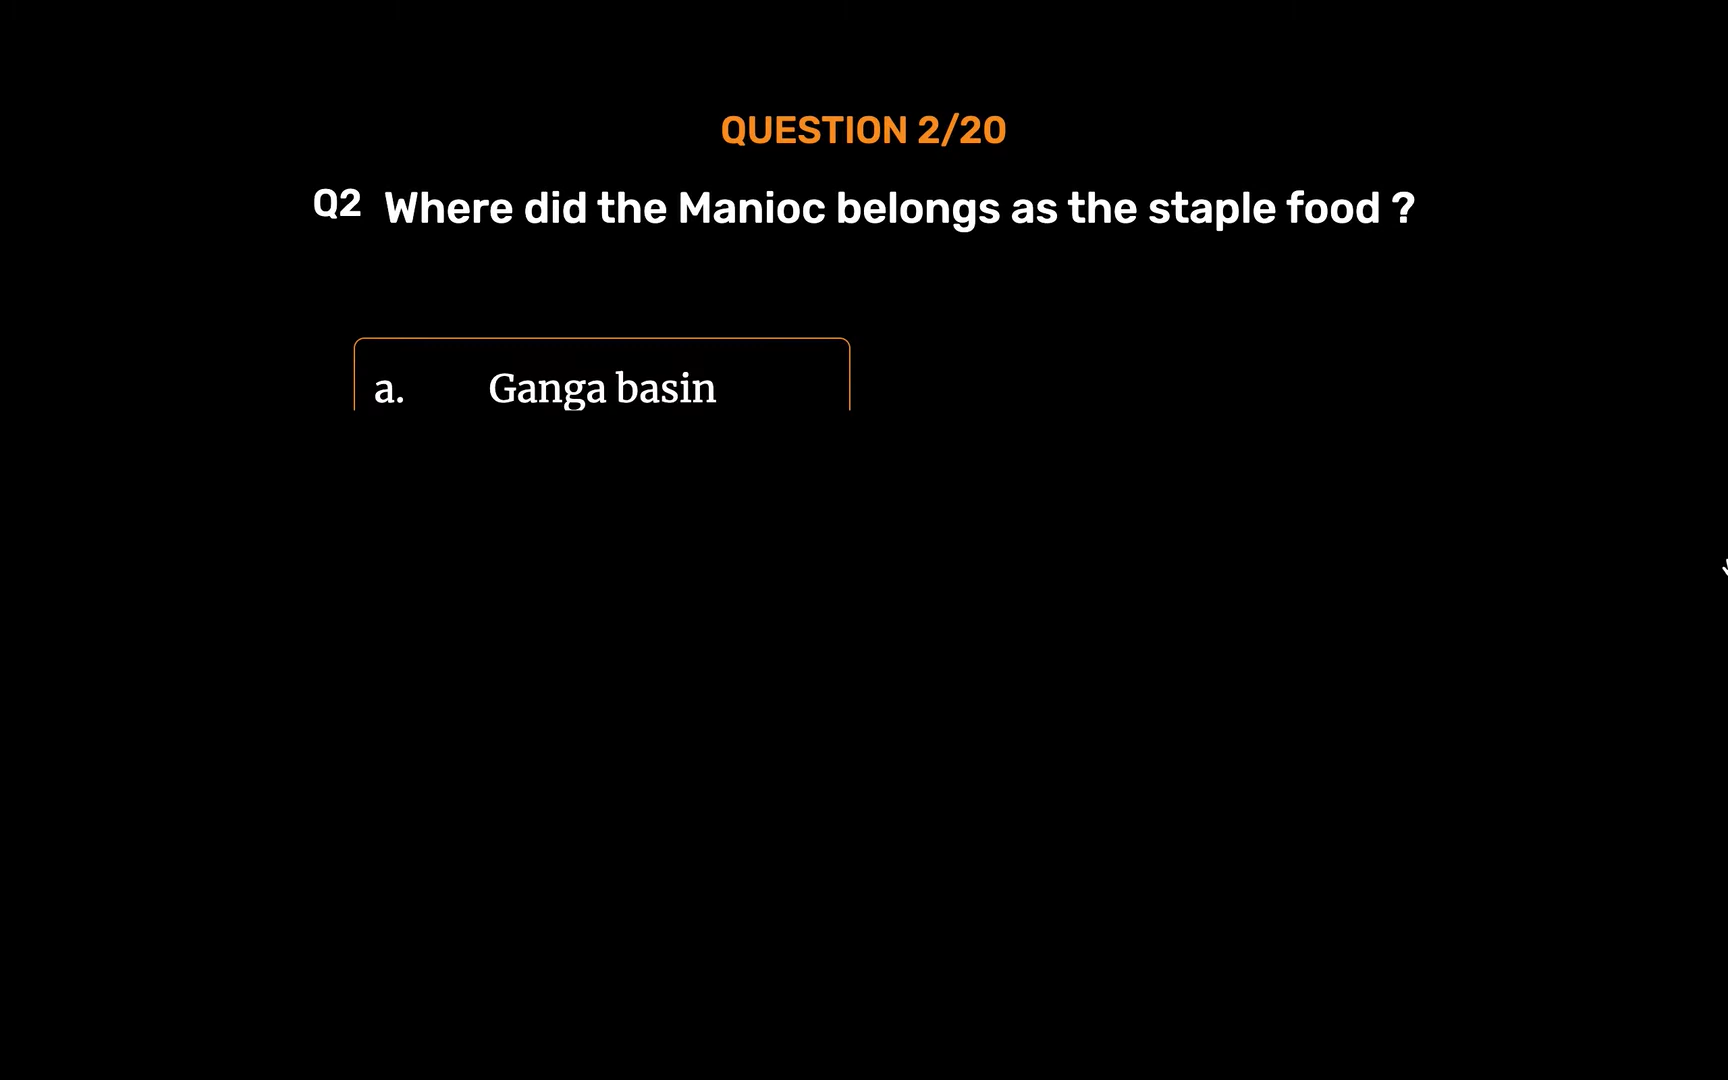 QUESTION 2/20
Q2 Where did the Manioc belongs as the staple food ?
a. Ganga basin